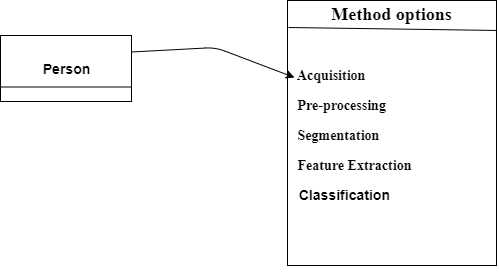 Method options
Person
Acquisition
Pre-processing
Segmentation
Feature Extraction
Classification